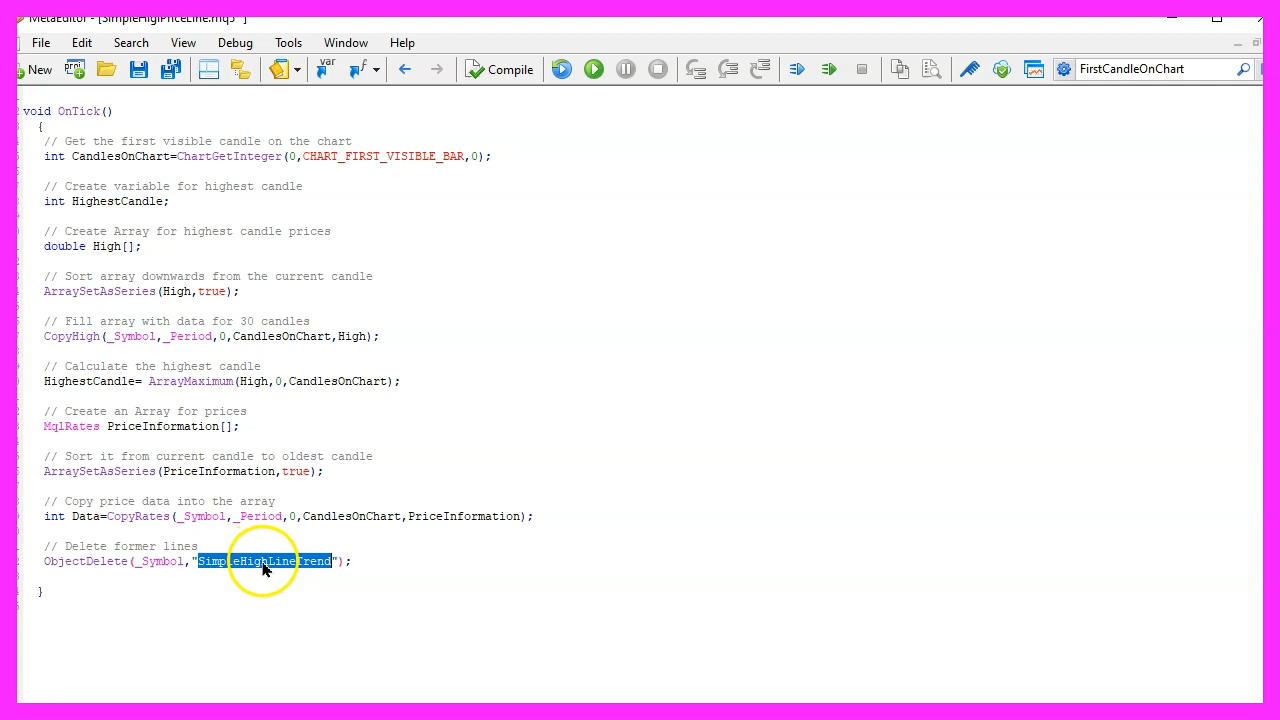 MetaEditor - [SimpleHighPriceLine.mq5 ]
File Edit Search View Debug Tools Window Help
New var Compile FirstCandleOnChart
void OnTick()
{
// Get the first visible candle on the chart
int CandlesOnChart=ChartGetInteger(0,CHART_FIRST_VISIBLE_BAR,0);
// Create variable for highest candle
int HighestCandle;
// Create Array for highest candle prices
double High[];
// Sort array downwards from the current candle
ArraySetAsSeries(High,true);
// Fill array with data for 30 candles
CopyHigh(_Symbol,_Period,0,CandlesOnChart,High);
// Calculate the highest candle
HighestCandle= ArrayMaximum(High,0,CandlesOnChart);
// Create an Array for prices
MqlRates PriceInformation[];
// Sort it from current candle to oldest candle
ArraySetAsSeries(PriceInformation,true);
// Copy price data into the array
int Data=CopyRates(_Symbol,_Period,0,CandlesOnChart,PriceInformation);
// Delete former lines
ObjectDelete(_Symbol,"SimpleHighLineTrend");
}